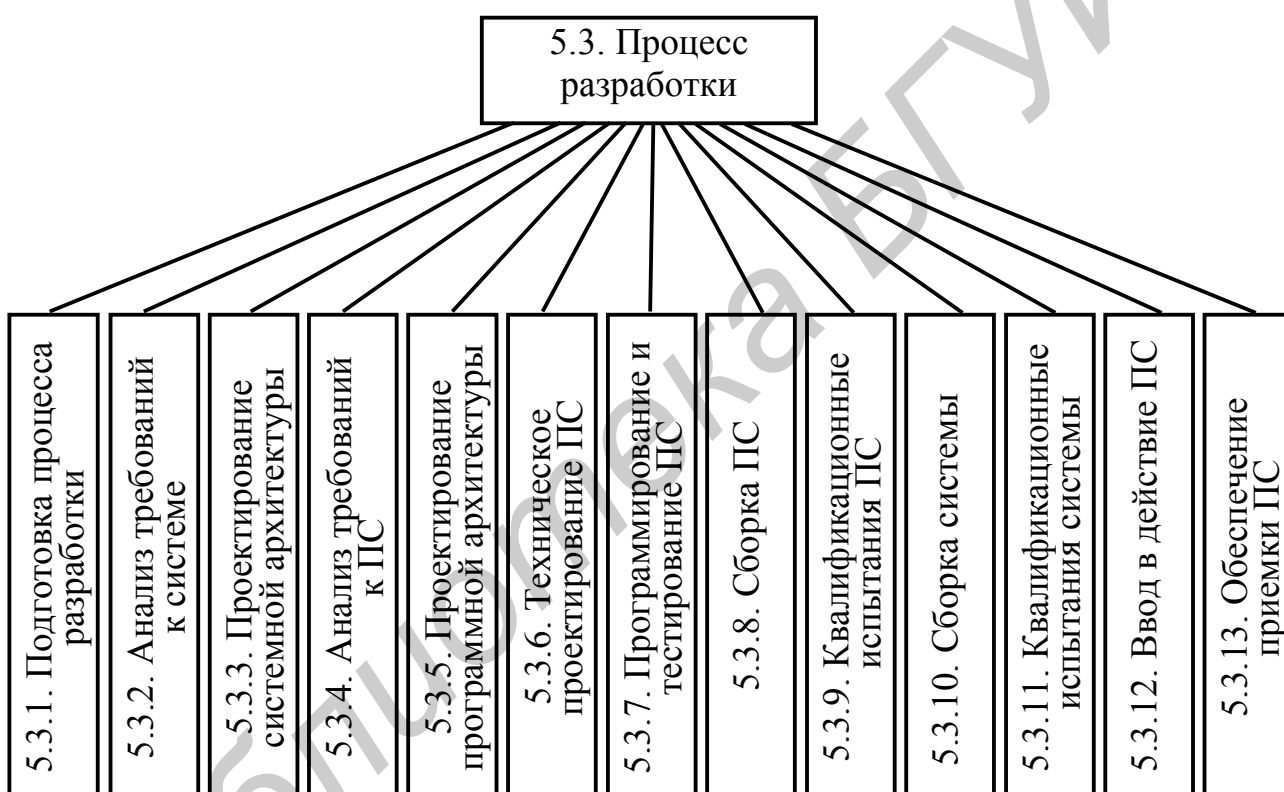 5.3. Процесс
разработки
5.3.1. Подготовка процесса
разработки
5.3.2. Анализ требований
к системе
5.3.3. Проектирование
системной архитектуры
5.3.4. Анализ требований
к ПС
5.3.5. Проектирование
программной архитектуры
5.3.6. Техническое
проектирование ПС
5.3.7. Программирование и
тестирование ПС
5.3.8. Сборка ПС
5.3.9. Квалификационные
испытания ПС
5.3.10. Сборка системы
5.3.11. Квалификационные
испытания системы
5.3.12. Ввод в действие ПС
5.3.13. Обеспечение
приемки ПС